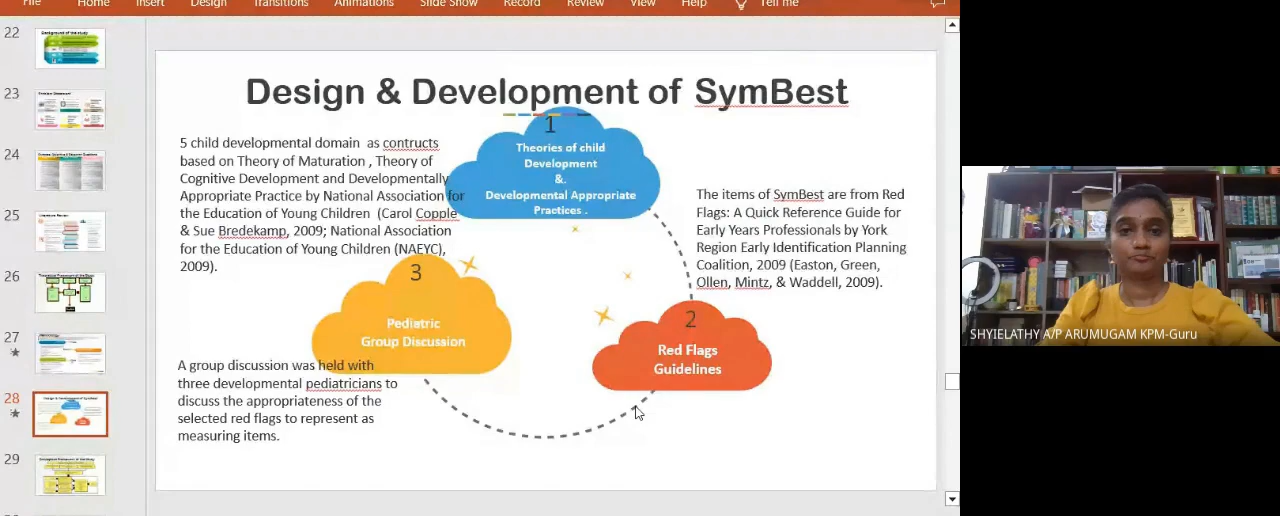 File Home Insert Design Transitions Animations Slide Show Record Review View Help Tell me
22
23
24
25
26
27
28
29
Design & Development of SymBest
5 child developmental domain as contructs
based on Theory of Maturation , Theory of
Cognitive Development and Developmentally
Appropriate Practice by National Association for
the Education of Young Children (Carol Copple
& Sue Bredekamp, 2009; National Association
for the Education of Young Children (NAEYC),
2009).
1
Theories of child
Development
&.
Developmental Appropriate
Practices .
The items of SymBest are from Red
Flags: A Quick Reference Guide for
Early Years Professionals by York
Region Early Identification Planning
Coalition, 2009 (Easton, Green,
Ollen, Mintz, & Waddell, 2009).
2
Red Flags
Guidelines
3
Pediatric
Group Discussion
A group discussion was held with
three developmental pediatricians to
discuss the appropriateness of the
selected red flags to represent as
measuring items.
SHYIELATHY A/P ARUMUGAM KPM-Guru